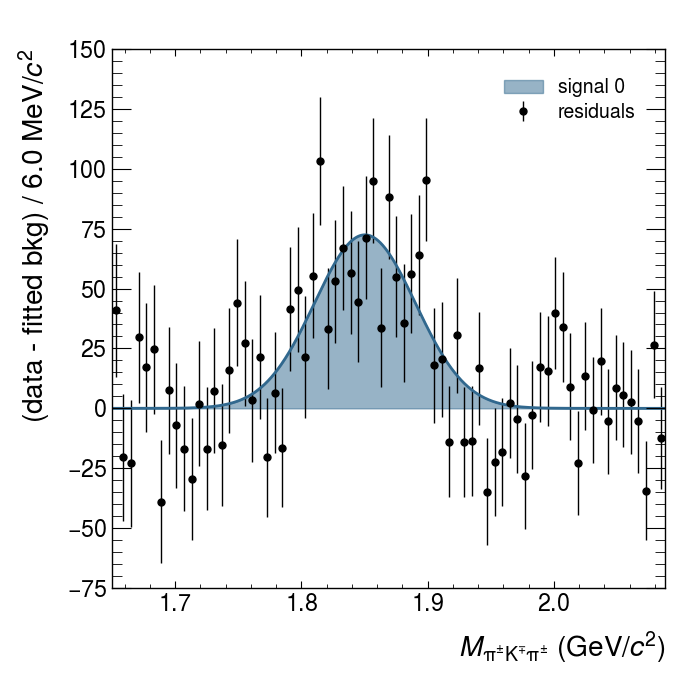 (data - fitted bkg) / 6.0 MeV/c²
150
125
100
75
50
25
0
−25
−50
−75
signal 0
residuals
1.7 1.8 1.9 2.0
M_π±K∓π± (GeV/c²)